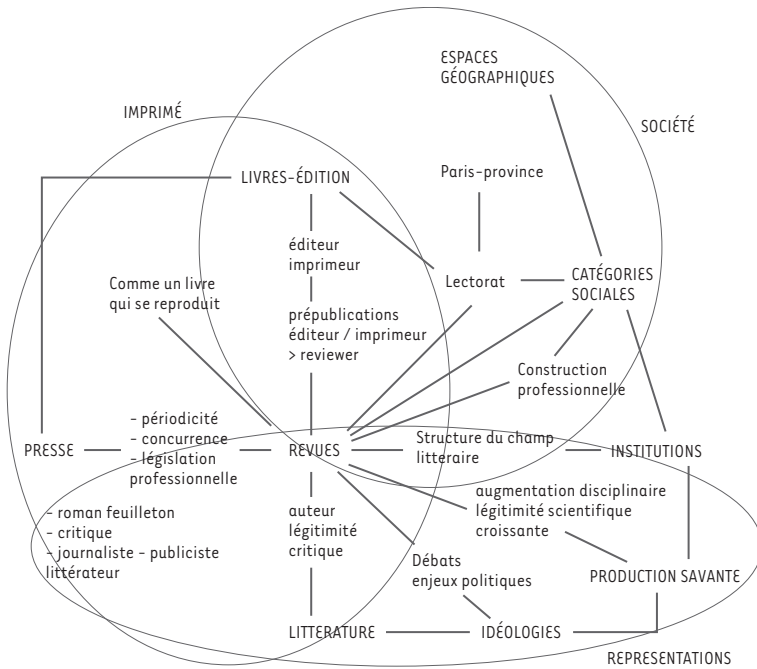 ESPACES
GÉOGRAPHIQUES
IMPRIMÉ
SOCIÉTÉ
LIVRES-ÉDITION
Paris-province
éditeur
imprimeur
Comme un livre
qui se reproduit
Lectorat
CATÉGORIES
SOCIALES
prépublications
éditeur / imprimeur
> reviewer
Construction
professionnelle
- périodicité
- concurrence
- législation
professionnelle
PRESSE
REVUES
Structure du champ
litteraire
INSTITUTIONS
- roman feuilleton
- critique
- journaliste - publiciste
littérateur
auteur
légitimité
critique
augmentation disciplinaire
légitimité scientifique
croissante
Débats
enjeux politiques
PRODUCTION SAVANTE
LITTERATURE
IDÉOLOGIES
REPRESENTATIONS